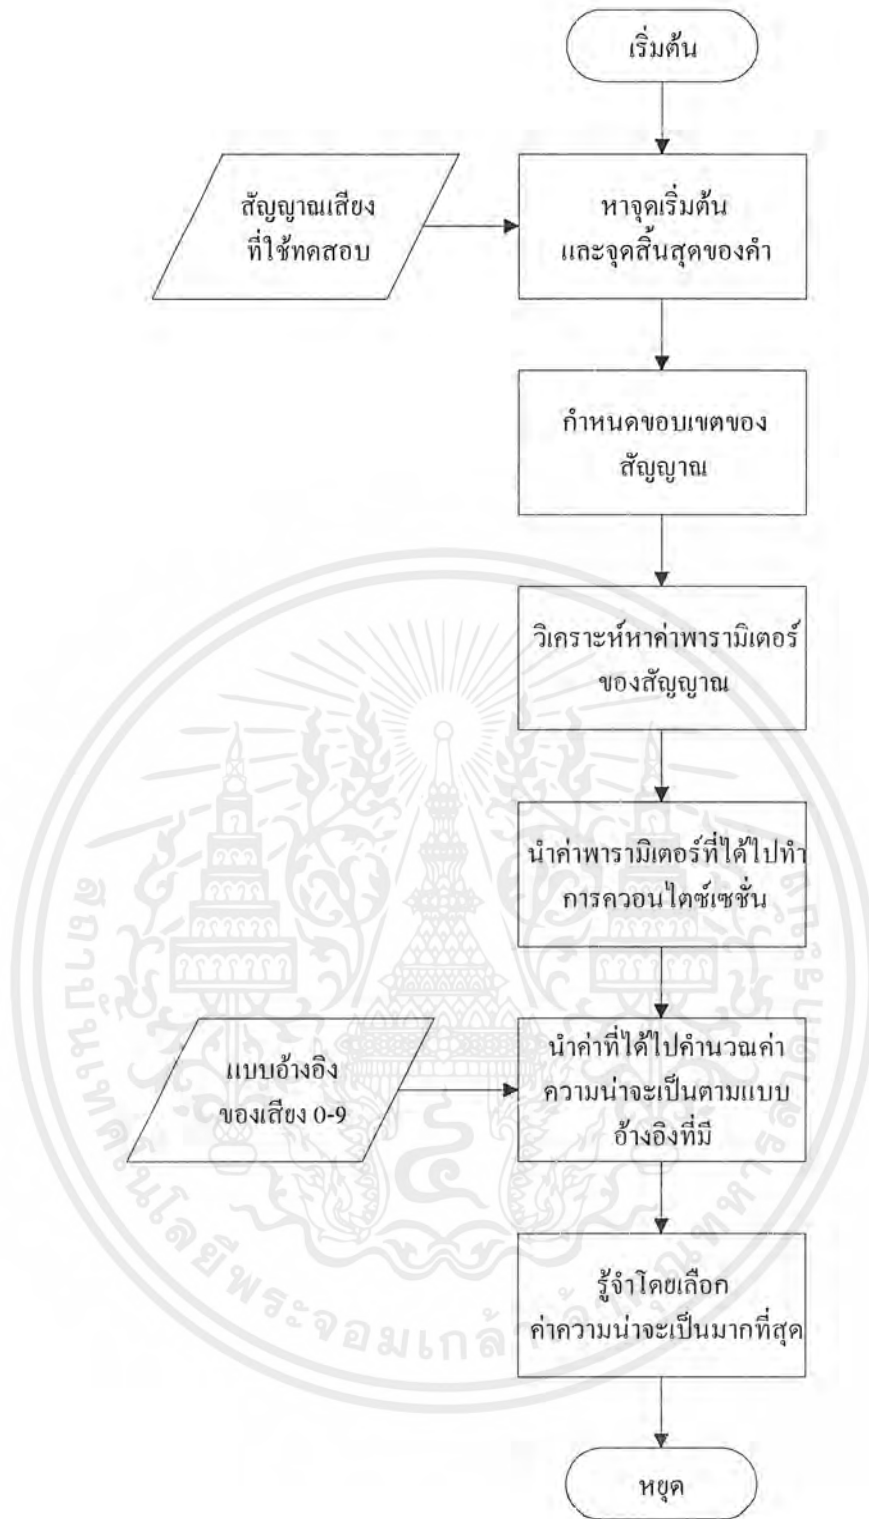 เริ่มต้น
สัญญาณเสียง
ที่ใช้ทดสอบ
หาจุดเริ่มต้น
และจุดสิ้นสุดของคำ
กำหนดขอบเขตของ
สัญญาณ
วิเคราะห์หาค่าพารามิเตอร์
ของสัญญาณ
นำค่าพารามิเตอร์ที่ได้ไปทำ
การควอนไตซ์เซชั่น
แบบอ้างอิง
ของเสียง 0-9
นำค่าที่ได้ไปคำนวณค่า
ความน่าจะเป็นตามแบบ
อ้างอิงที่มี
รู้จำโดยเลือก
ค่าความน่าจะเป็นมากที่สุด
หยุด